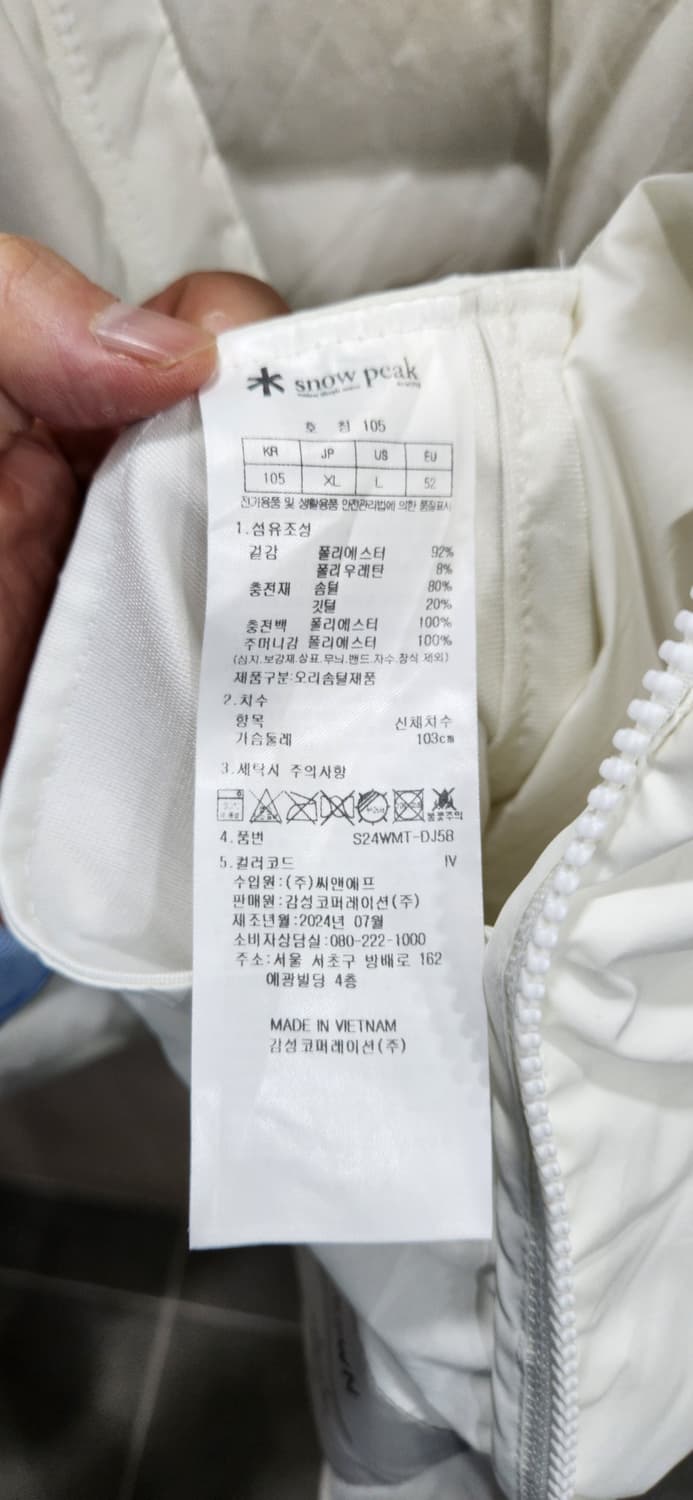 snow peak
호 칭 105
KR JP US EU
105 XL L 52
전기용품 및 생활용품 안전관리법에 의한 품질표시
1.섬유조성
겉감 폴리에스터 92%
폴리우레탄 8%
충전재 솜털 80%
깃털 20%
충전백 폴리에스터 100%
주머니감 폴리에스터 100%
(심지.보강재.상표.무늬.밴드.자수.장식 제외)
제품구분:오리솜털제품
2.치수
항목 신체치수
가슴둘레 103cm
3.세탁시 주의사항
불꽃주의
4.품번 S24WMT-DJ58
5.컬러코드 IV
수입원:(주)씨앤에프
판매원:감성코퍼레이션(주)
제조년월:2024년 07월
소비자상담실:080-222-1000
주소:서울 서초구 방배로 162
예광빌딩 4층
MADE IN VIETNAM
감성코퍼레이션(주)